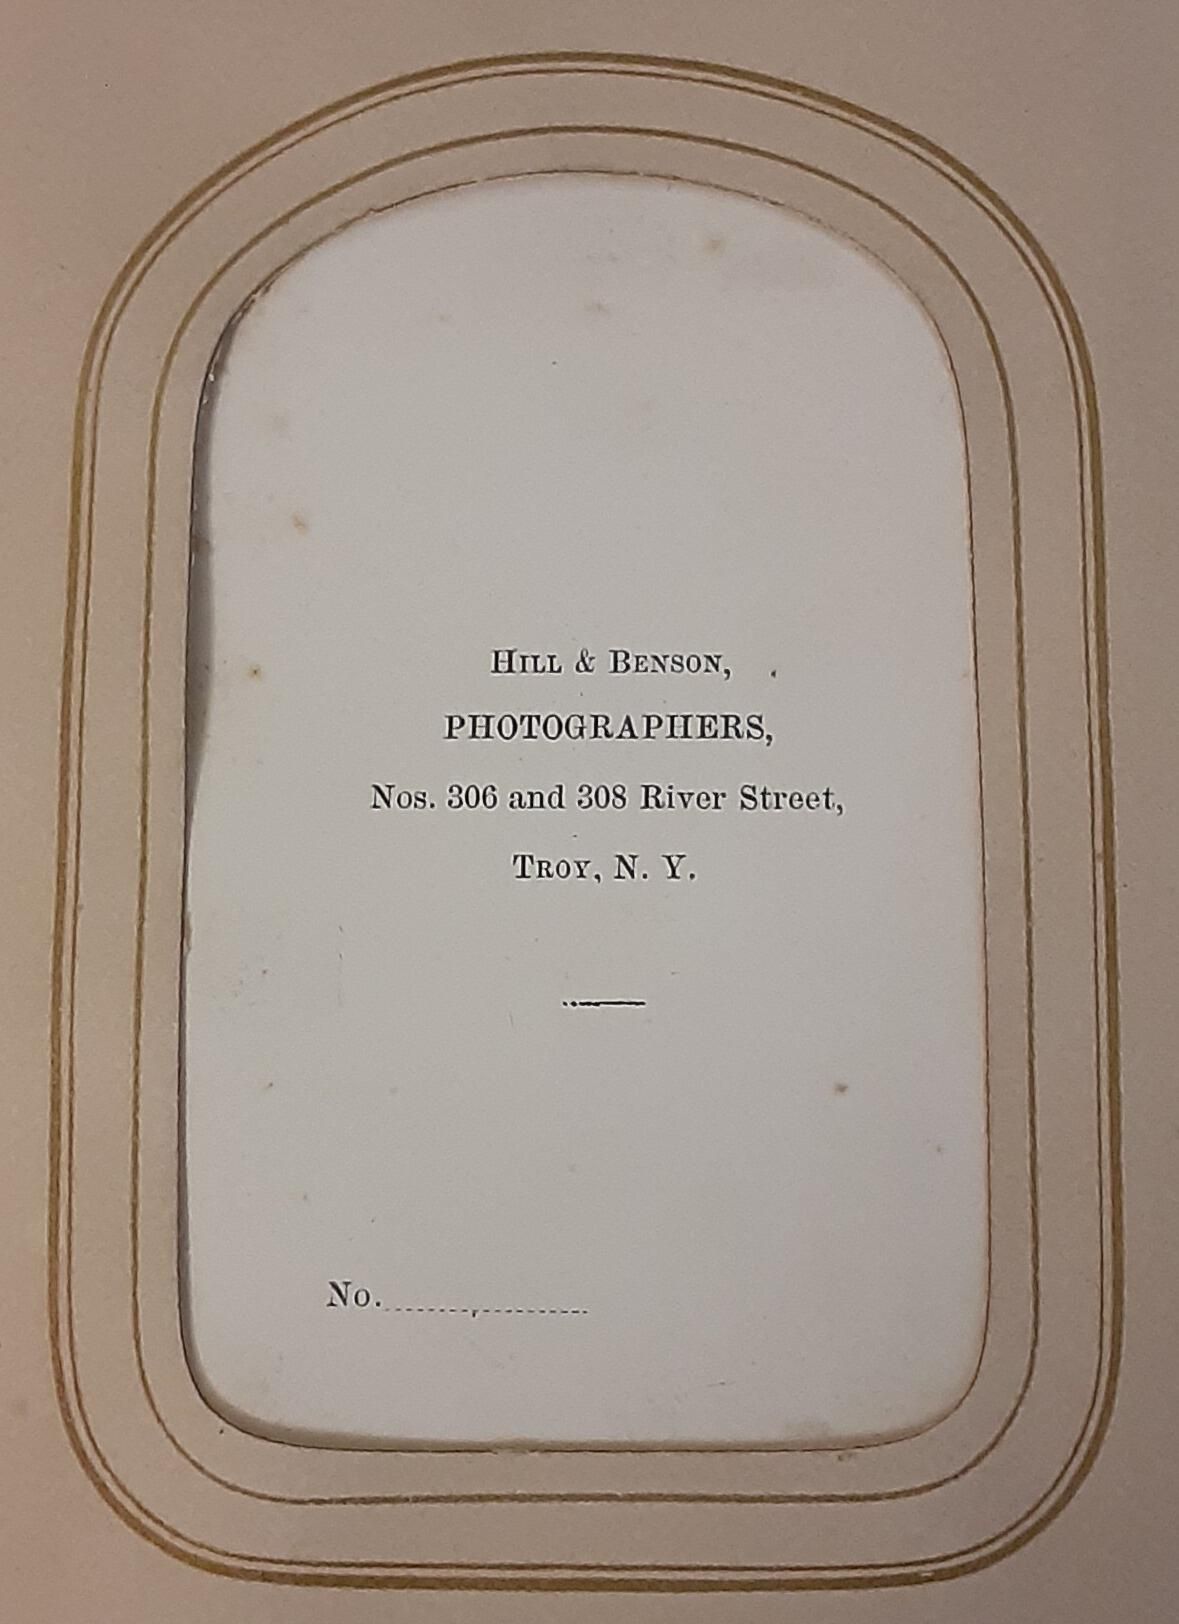 HILL & BENSON,
PHOTOGRAPHERS,
Nos. 306 and 308 River Street,
TROY, N. Y.
No.